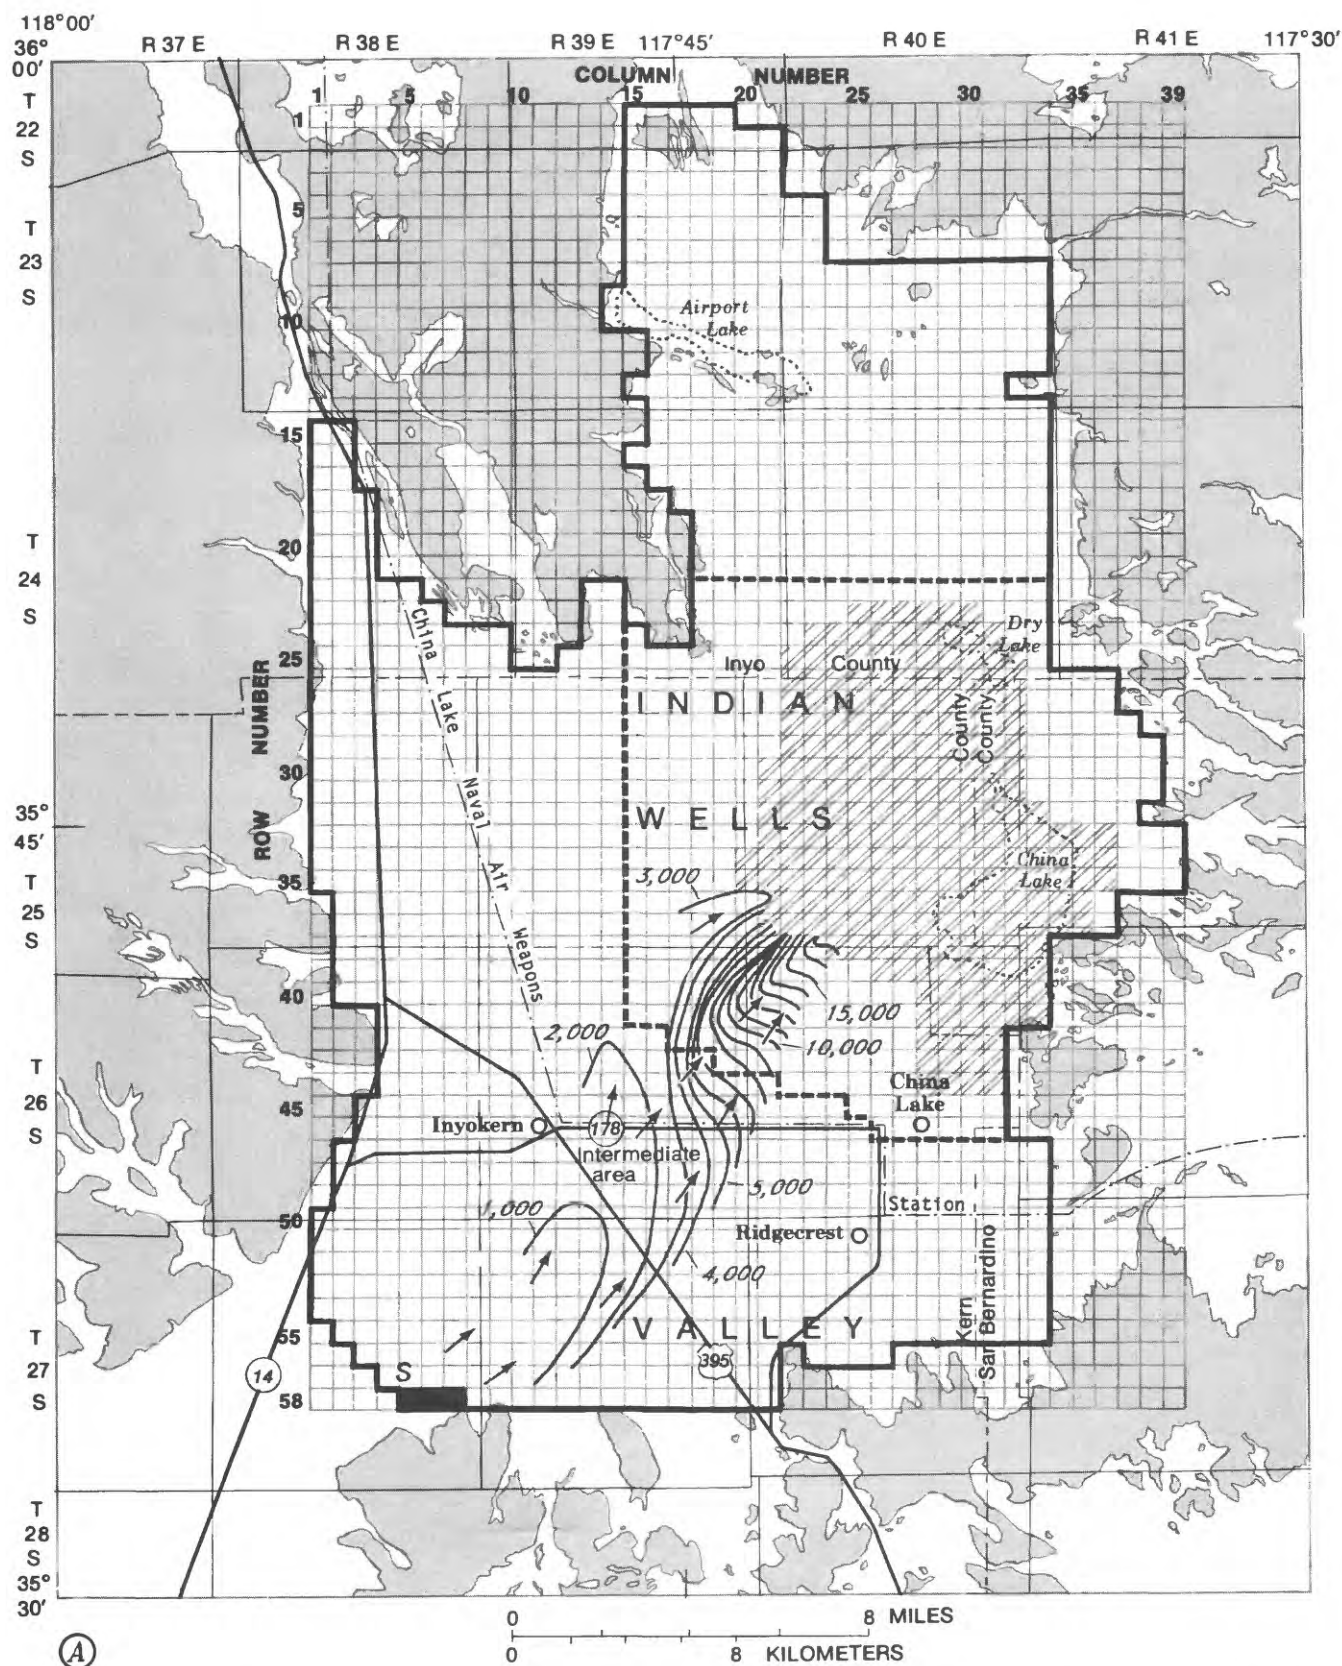 118°00′
R 37 E R 38 E R 39 E 117°45′ R 40 E R 41 E 117°30′
36°
00′
COLUMN NUMBER
1 5 10 15 20 25 30 35 39
T
22
S
1
5
T
23
S
10
Airport
Lake
15
T
24
S
20
25
ROW NUMBER
Dry
Lake
Inyo County
County
County
China Lake Naval Air Weapons
INDIAN
30
35°
45′
WELLS
China
Lake
T
25
S
35
3,000
40
15,000
2,000
10,000
T
26
S
China
Lake
45
Inyokern
178
Intermediate
area
5,000
Station
1,000
50
Ridgecrest
4,000
Kern
San Bernardino
T
27
S
55
VALLEY
14
S
395
58
T
28
S
35°
30′
0 8 MILES
0 8 KILOMETERS
A